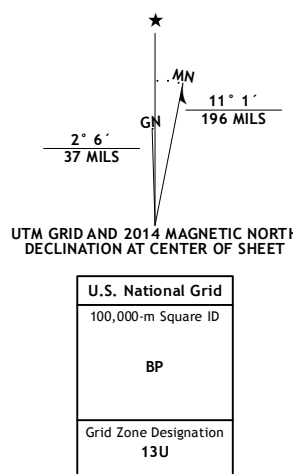 ★
MN
GN
11° 1´
196 MILS
2° 6´
37 MILS
UTM GRID AND 2014 MAGNETIC NORTH
DECLINATION AT CENTER OF SHEET
U.S. National Grid
100,000-m Square ID
BP
Grid Zone Designation
13U